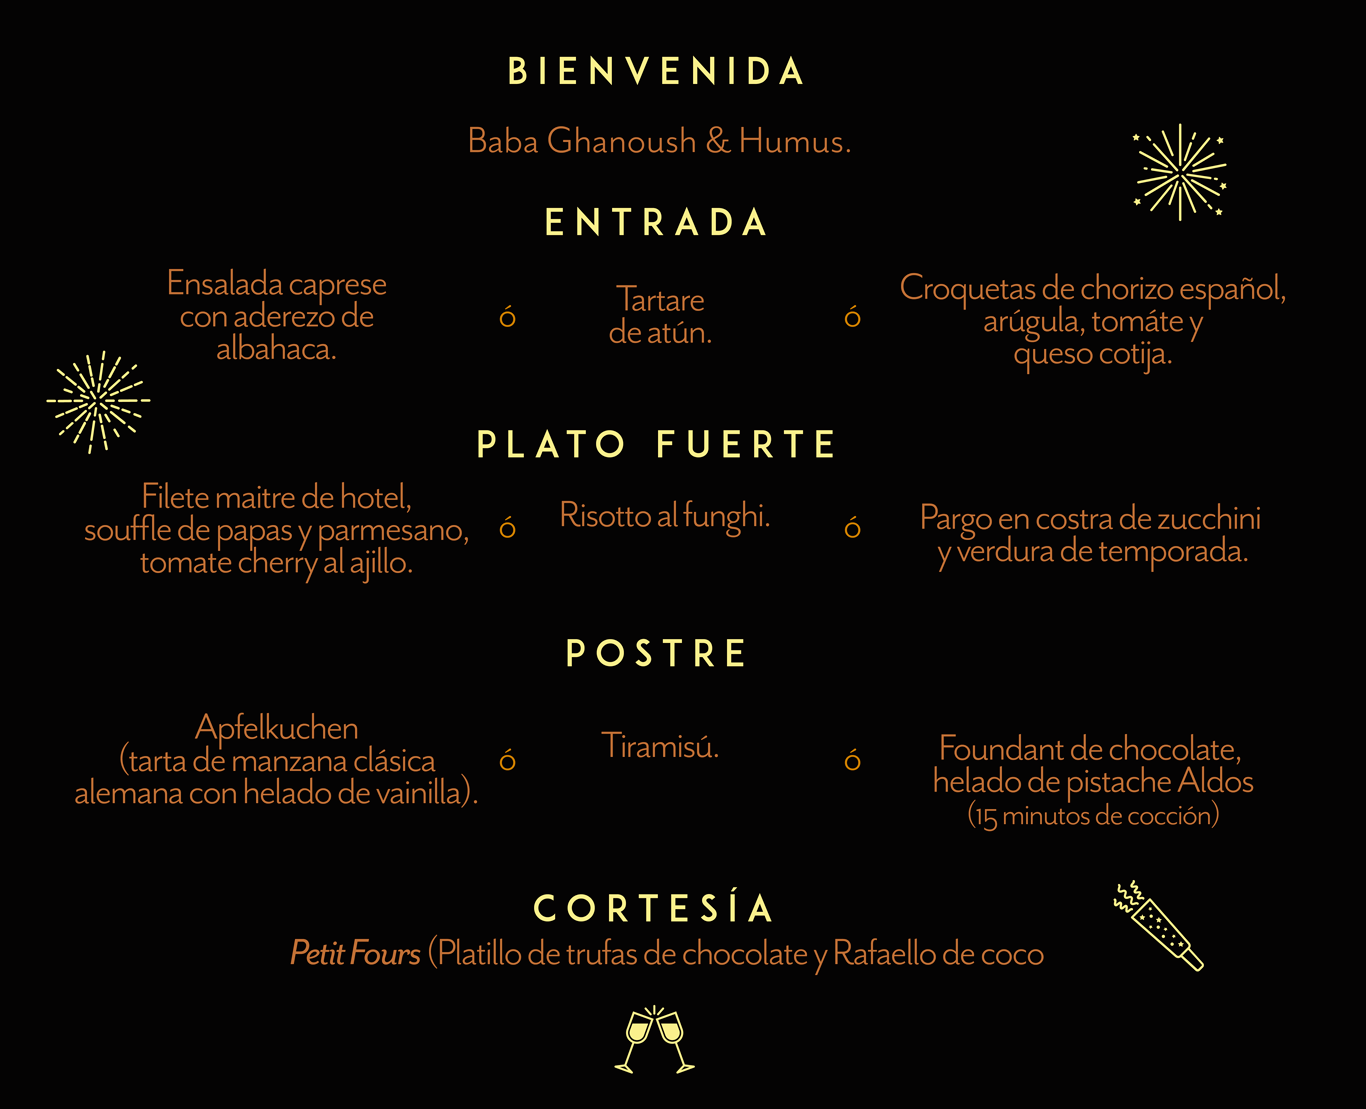 BIENVENIDA
Baba Ghanoush & Humus.
ENTRADA
Ensalada caprese
con aderezo de
albahaca.
ó
Tartare
de atún.
ó
Croquetas de chorizo español,
arúgula, tomáte y
queso cotija.
PLATO FUERTE
Filete maitre de hotel,
souffle de papas y parmesano,
tomate cherry al ajillo.
ó
Risotto al funghi.
ó
Pargo en costra de zucchini
y verdura de temporada.
POSTRE
Apfelkuchen
(tarta de manzana clásica
alemana con helado de vainilla).
ó
Tiramisú.
ó
Foundant de chocolate,
helado de pistache Aldos
(15 minutos de cocción)
CORTESÍA
Petit Fours (Platillo de trufas de chocolate y Rafaello de coco